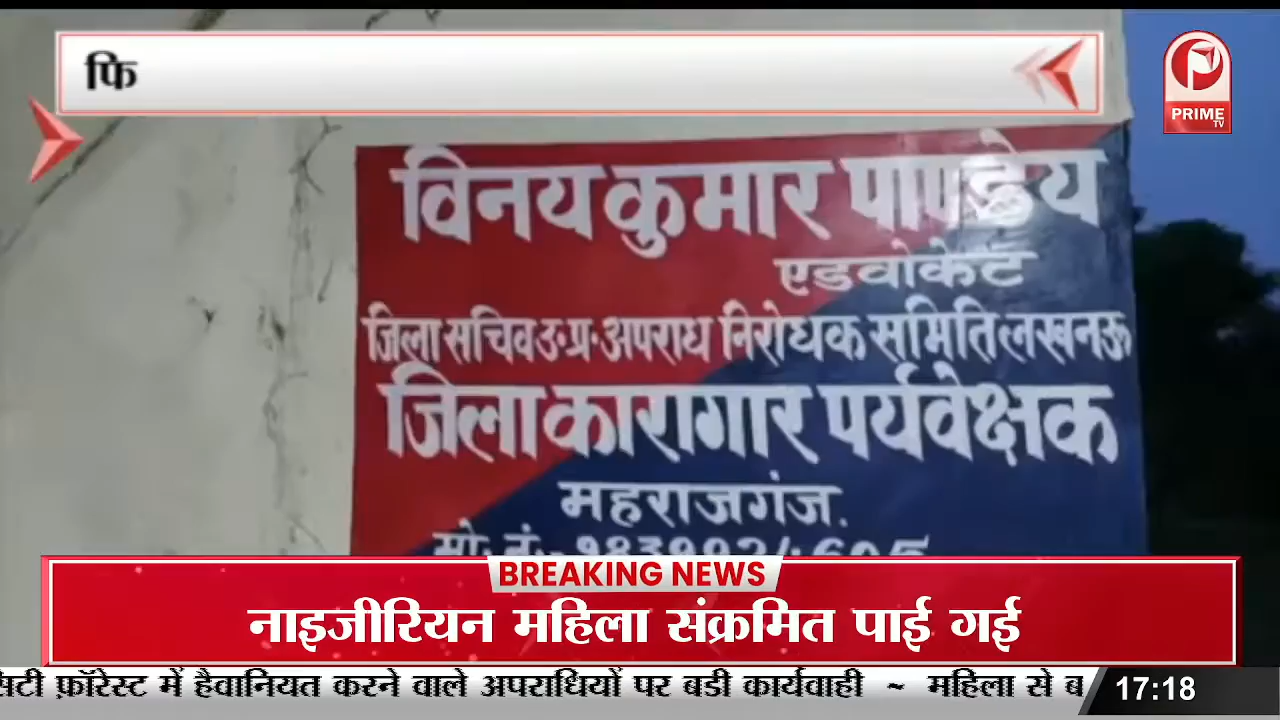 फि
PRIME
TV
विनय कुमार पाण्डेय
एडवोकेट
जिला सचिव उ॰प्र॰ अपराध निरोधक समिति लखनऊ
जिला कारागार पर्यवेक्षक
महराजगंज.
मो॰ नं॰-
BREAKING NEWS
नाइजीरियन महिला संक्रमित पाई गई
सिटी फ़ॉरेस्ट में हैवानियत करने वाले अपराधियों पर बडी कार्यवाही ~ महिला से ब
17:18